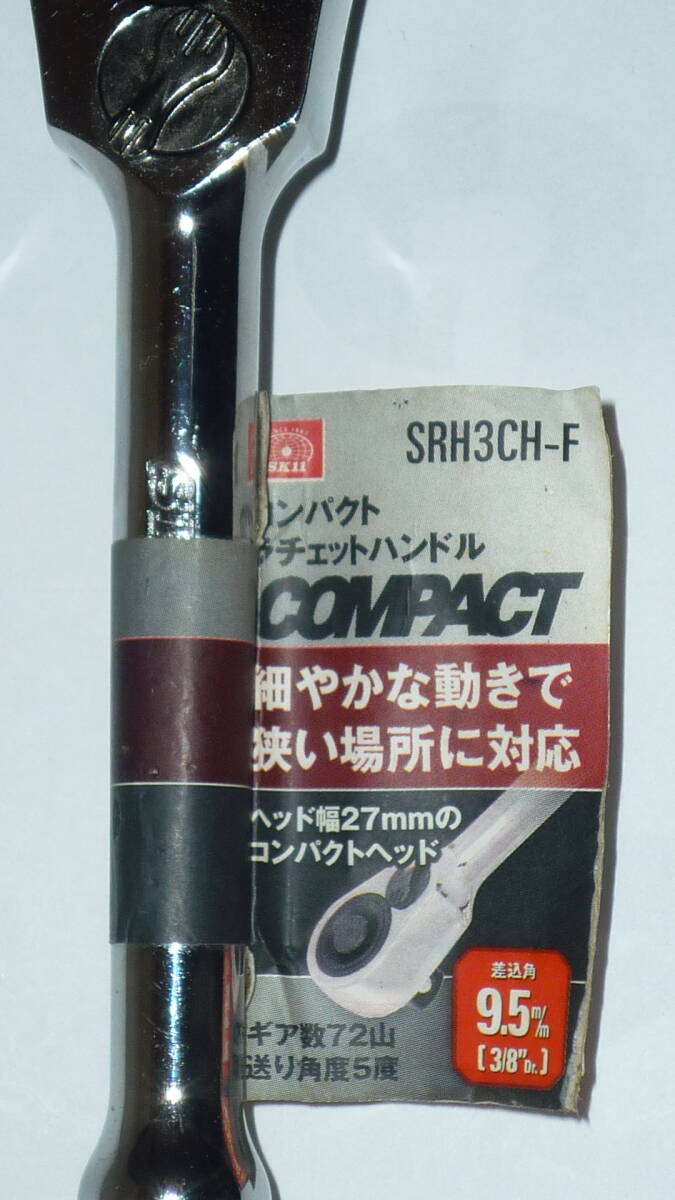 SRH3CH-F
SK11
コンパクト
ラチェットハンドル
COMPACT
細やかな動きで
狭い場所に対応
ヘッド幅27mmの
コンパクトヘッド
ギア数72山
送り角度5度
差込角
9.5m/m
[3/8"Dr.]